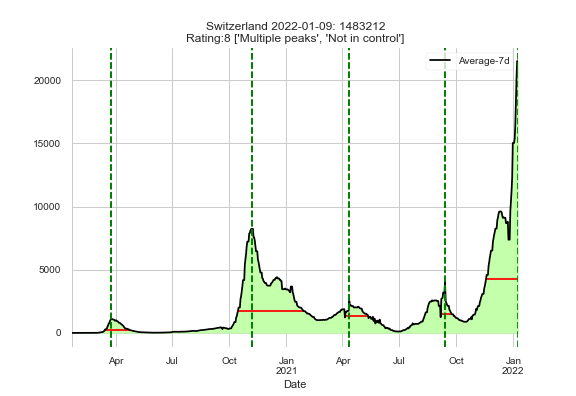 Switzerland 2022-01-09: 1483212
Rating:8 ['Multiple peaks', 'Not in control']
Average-7d
20000
15000
10000
5000
0
Apr Jul Oct Jan Apr Jul Oct Jan
2021 2022
Date